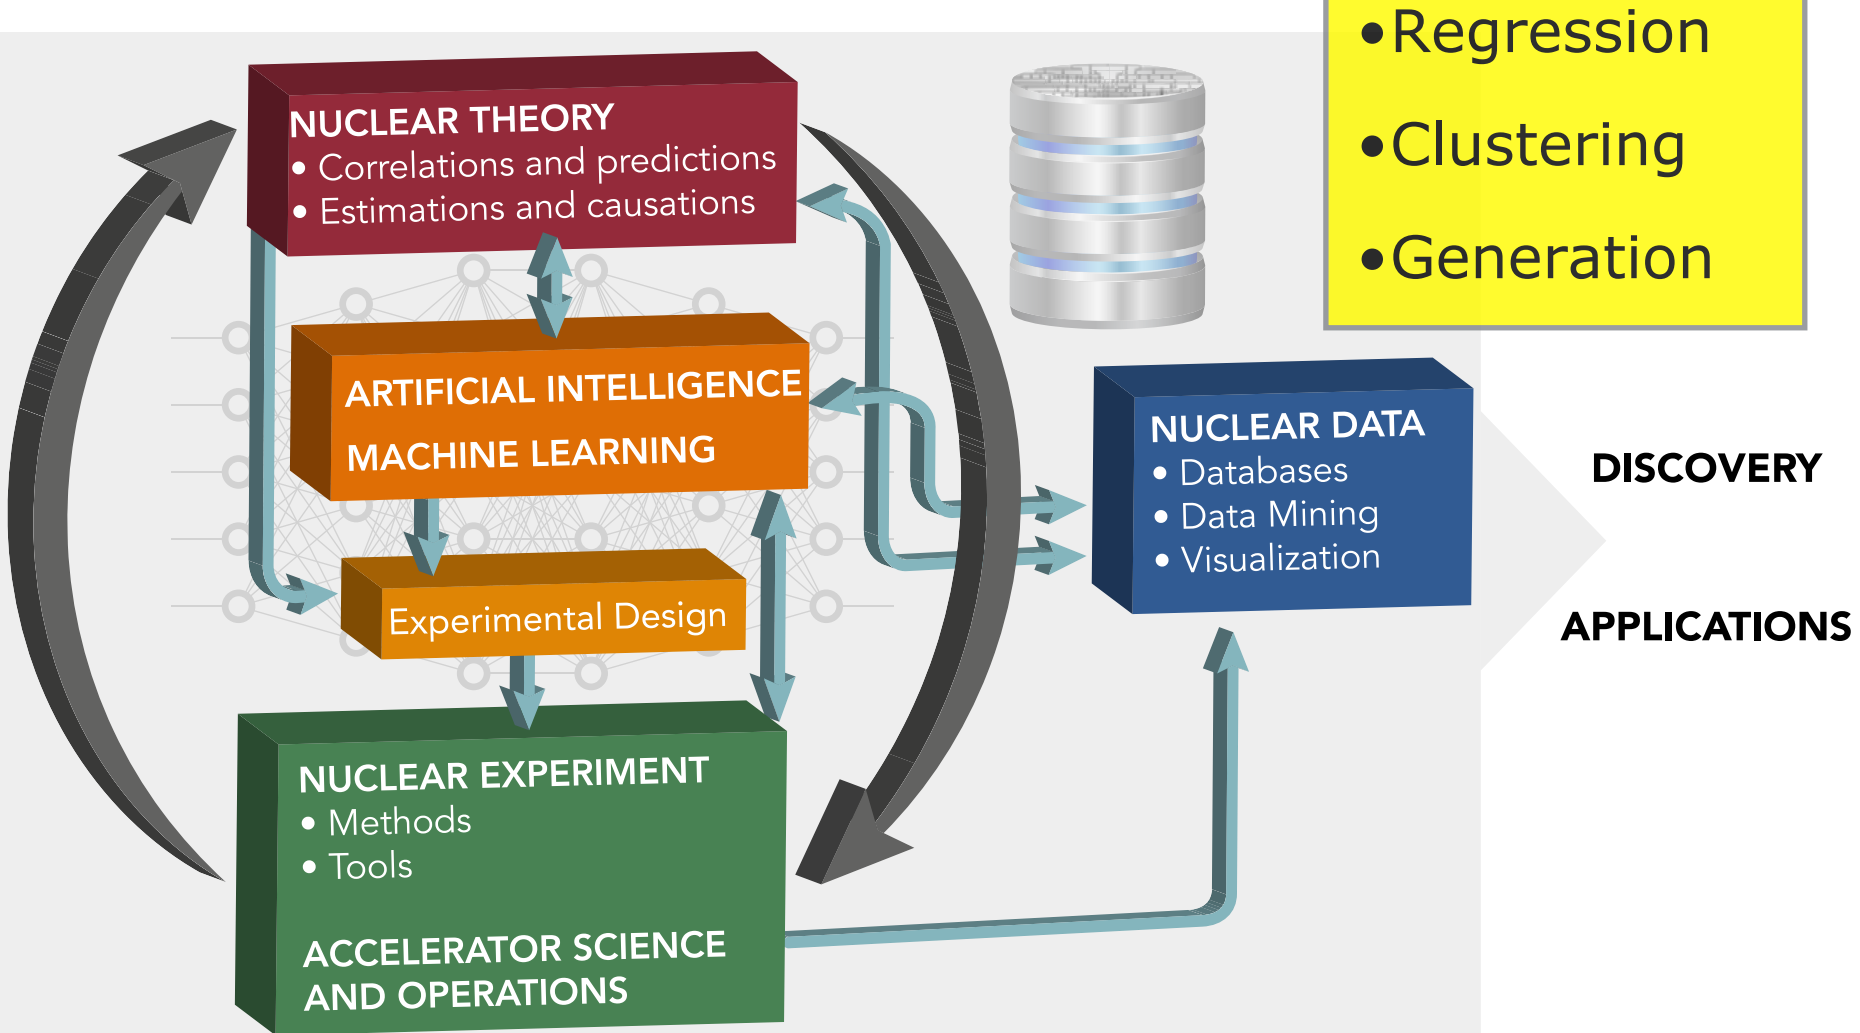 • Regression
• Clustering
• Generation
NUCLEAR THEORY
• Correlations and predictions
• Estimations and causations
ARTIFICIAL INTELLIGENCE
MACHINE LEARNING
Experimental Design
NUCLEAR EXPERIMENT
• Methods
• Tools
ACCELERATOR SCIENCE
AND OPERATIONS
NUCLEAR DATA
• Databases
• Data Mining
• Visualization
DISCOVERY
APPLICATIONS